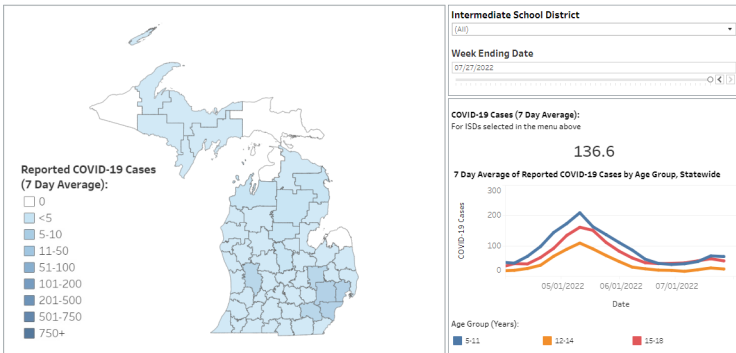 Intermediate School District
(All)
Week Ending Date
07/27/2022
COVID-19 Cases (7 Day Average):
For ISDs selected in the menu above
136.6
7 Day Average of Reported COVID-19 Cases by Age Group, Statewide
300
200
100
0
COVID-19 Cases
05/01/2022
06/01/2022
07/01/2022
Date
Age Group (Years):
5-11
12-14
15-18
Reported COVID-19 Cases
(7 Day Average):
0
<5
5-10
11-50
51-100
101-200
201-500
501-750
750+